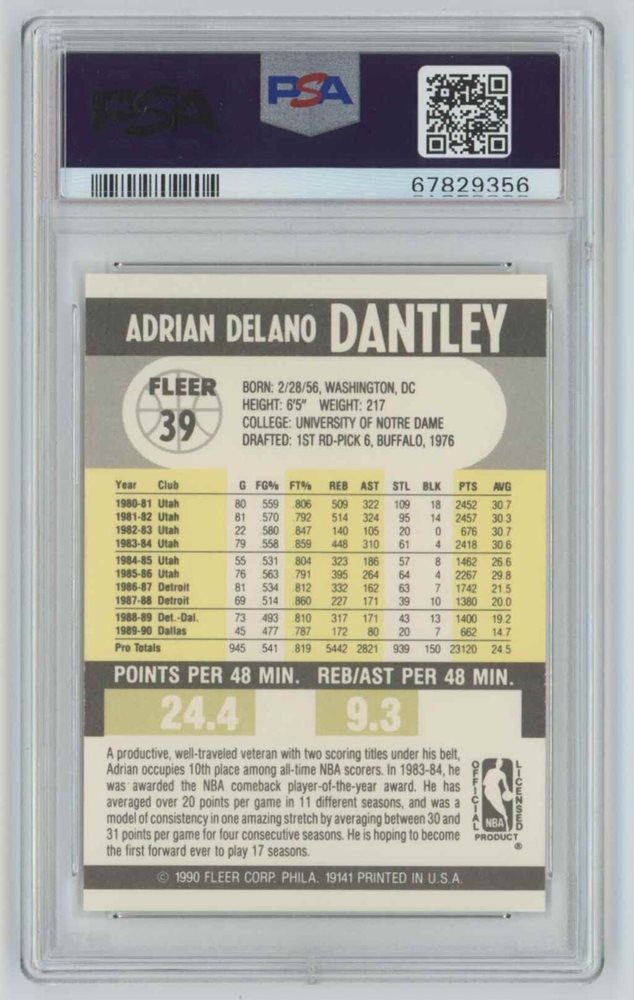 PSA
PSA
67829356
ADRIAN DELANO DANTLEY
FLEER
39
BORN: 2/28/56, WASHINGTON, DC
HEIGHT: 6'5" WEIGHT: 217
COLLEGE: UNIVERSITY OF NOTRE DAME
DRAFTED: 1ST RD-PICK 6, BUFFALO, 1976
Year Club G FG% FT% REB AST STL BLK PTS AVG
1980-81 Utah 80 .559 .806 509 322 109 18 2452 30.7
1981-82 Utah 81 .570 .792 514 324 95 14 2457 30.3
1982-83 Utah 22 .580 .847 140 105 20 0 676 30.7
1983-84 Utah 79 .558 .859 448 310 61 4 2418 30.6
1984-85 Utah 55 .531 .804 323 186 57 8 1462 26.6
1985-86 Utah 76 .563 .791 395 264 64 4 2267 29.8
1986-87 Detroit 81 .534 .812 332 162 63 7 1742 21.5
1987-88 Detroit 69 .514 .860 227 171 39 10 1380 20.0
1988-89 Det.-Dal. 73 .493 .810 317 171 43 13 1400 19.2
1989-90 Dallas 45 .477 .787 172 80 20 7 662 14.7
Pro Totals 945 .541 .819 5442 2821 939 150 23120 24.5
POINTS PER 48 MIN. REB/AST PER 48 MIN.
24.4 9.3
A productive, well-traveled veteran with two scoring titles under his belt,
Adrian occupies 10th place among all-time NBA scorers. In 1983-84, he
was awarded the NBA comeback player-of-the-year award. He has
averaged over 20 points per game in 11 different seasons, and was a
model of consistency in one amazing stretch by averaging between 30 and
31 points per game for four consecutive seasons. He is hoping to become
the first forward ever to play 17 seasons.
OFFICIAL LICENSED
NBA
PRODUCT ®
© 1990 FLEER CORP. PHILA. 19141 PRINTED IN U.S.A.